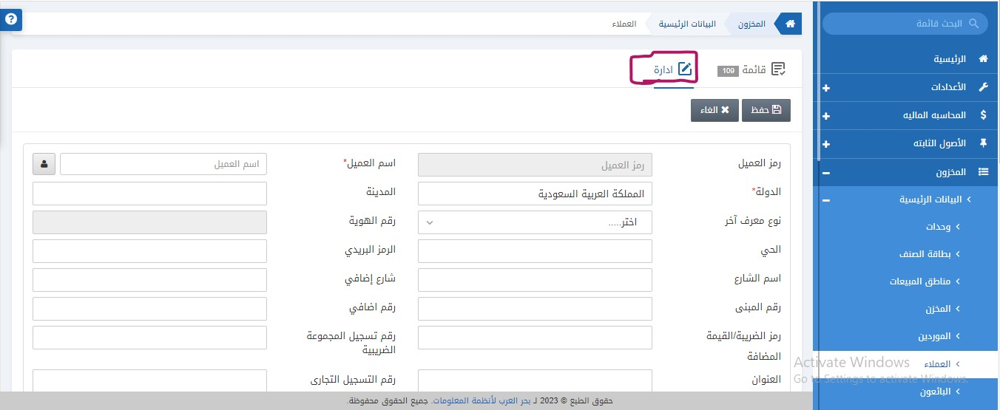 البحث قائمة
الرئيسية
الأعدادات
المحاسبه الماليه
الأصول الثابته
المخزون
البيانات الرئيسية
وحدات
بطاقة الصنف
مناطق المبيعات
المخزن
الموردين
العملاء
البائعون
المخزون البيانات الرئيسية العملاء
قائمة 109 ادارة
حفظ الغاء
رمز العميل رمز العميل اسم العميل* اسم العميل
الدولة* المملكة العربية السعودية المدينة
نوع معرف آخر اختر..... رقم الهوية
الحي الرمز البريدي
اسم الشارع شارع إضافي
رقم المبنى رقم اضافي
رمز الضريبة/القيمة المضافة رقم تسجيل المجموعة الضريبية
العنوان رقم التسجيل التجارى
حقوق الطبع © 2023 لـ بحر العرب لأنظمة المعلومات. جميع الحقوق محفوظة.
Activate Windows
Go to Settings to activate Windows.
?